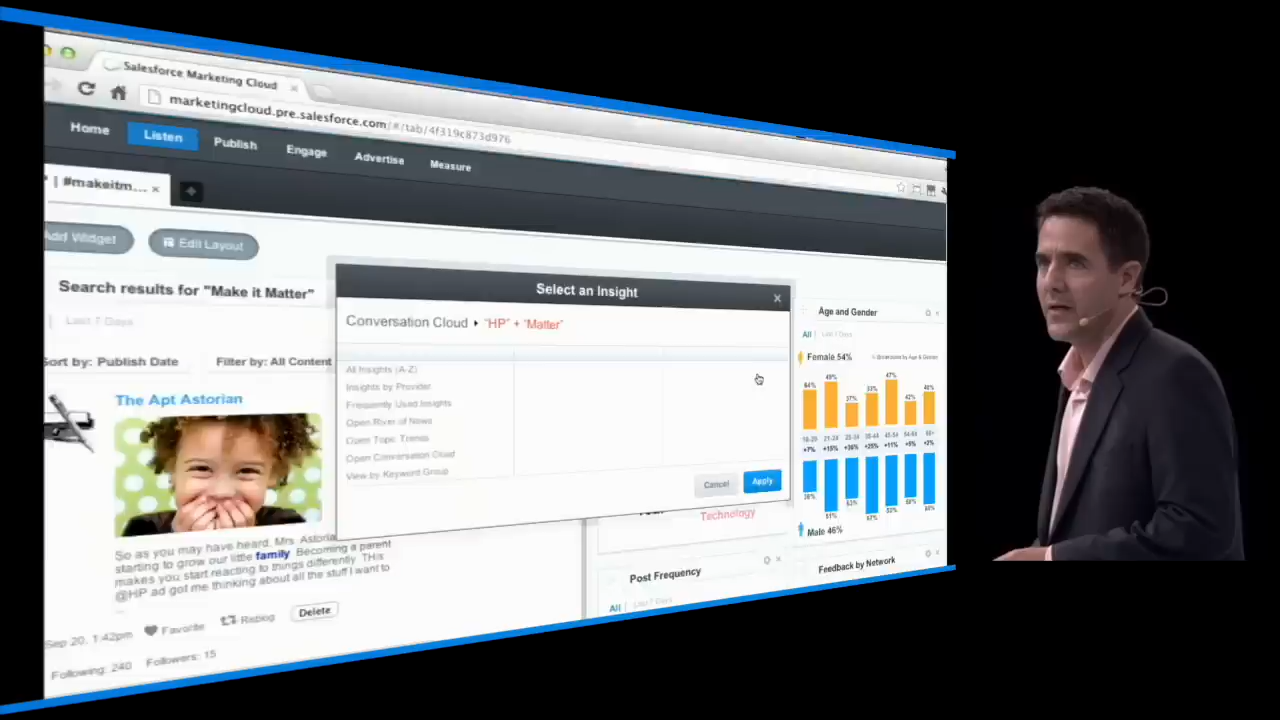 Salesforce Marketing Cloud
marketingcloud.pre.salesforce.com/#/tab/4f319c873d976
Home
Listen
Publish
Engage
Advertise
Measure
" | #makeitm...
Add Widget
Edit Layout
Search results for "Make it Matter"
Last 7 Days
Sort by: Publish Date
Filter by: All Content
The Apt Astorian
So as you may have heard, Mrs. Astoria
starting to grow our little family. Becoming a parent
makes you start reacting to things differently. THis
@HP ad got me thinking about all the stuff I want to
...
Sep 20, 1:42pm
Favorite
Reblog
Delete
Following: 240
Followers: 15
Select an Insight
Conversation Cloud ▸ "HP" + "Matter"
All Insights (A-Z)
Insights by Provider
Frequently Used Insights
Open River of News
Open Topic Trends
Open Conversation Cloud
View by Keyword Group
Cancel
Apply
Technology
Post Frequency
All | Last 7 Days
Age and Gender
All | Last 7 Days
Female 54%
Male 46%
Feedback by Network